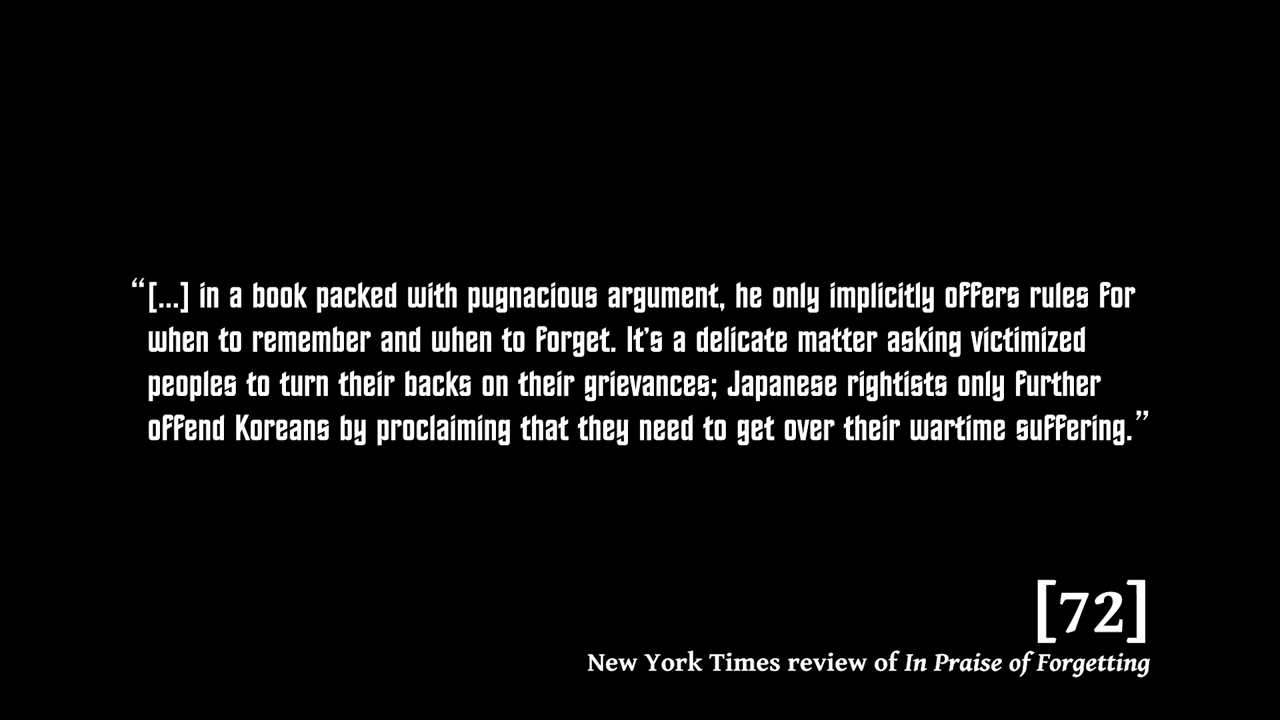 “[...] in a book packed with pugnacious argument, he only implicitly offers rules for
when to remember and when to forget. It’s a delicate matter asking victimized
peoples to turn their backs on their grievances; Japanese rightists only further
offend Koreans by proclaiming that they need to get over their wartime suffering.”
[72]
New York Times review of In Praise of Forgetting